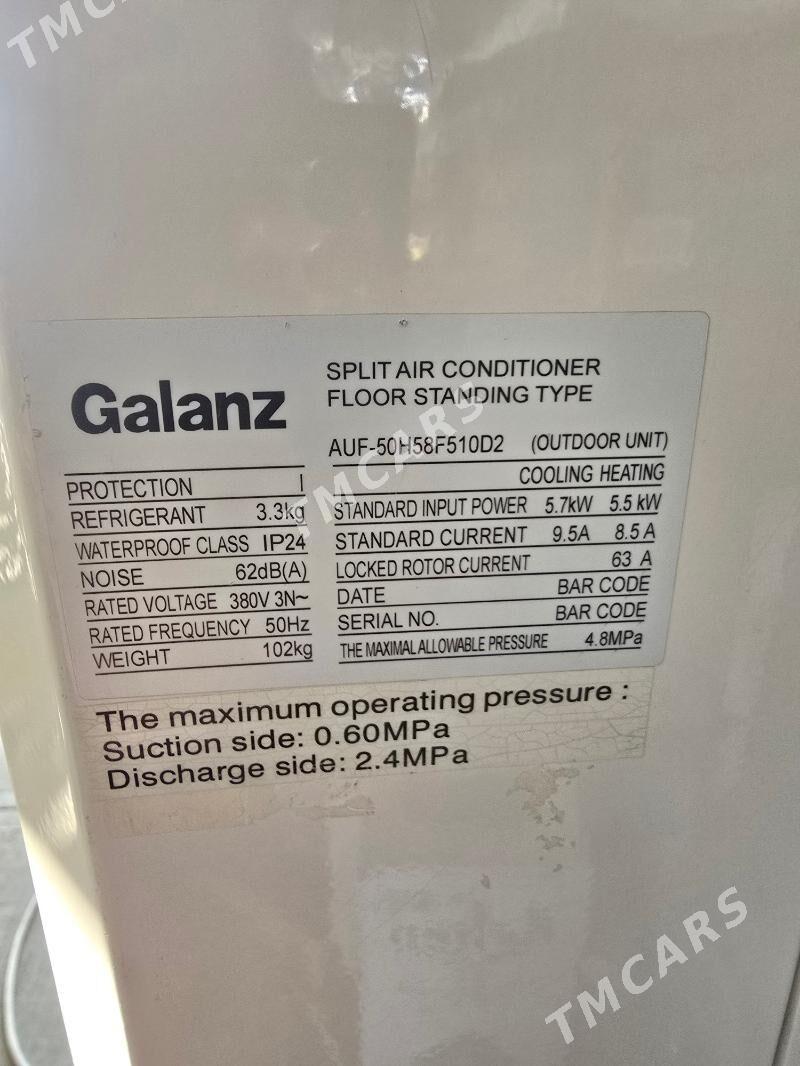 TMCARS
Galanz
SPLIT AIR CONDITIONER
FLOOR STANDING TYPE
AUF-50H58F510D2 (OUTDOOR UNIT)
PROTECTION I
REFRIGERANT 3.3kg
WATERPROOF CLASS IP24
NOISE 62dB(A)
RATED VOLTAGE 380V 3N~
RATED FREQUENCY 50Hz
WEIGHT 102kg
COOLING HEATING
STANDARD INPUT POWER 5.7kW 5.5 kW
STANDARD CURRENT 9.5A 8.5 A
LOCKED ROTOR CURRENT 63 A
DATE BAR CODE
SERIAL NO. BAR CODE
THE MAXIMAL ALLOWABLE PRESSURE 4.8MPa
TMCARS
The maximum operating pressure :
Suction side: 0.60MPa
Discharge side: 2.4MPa
TMCARS